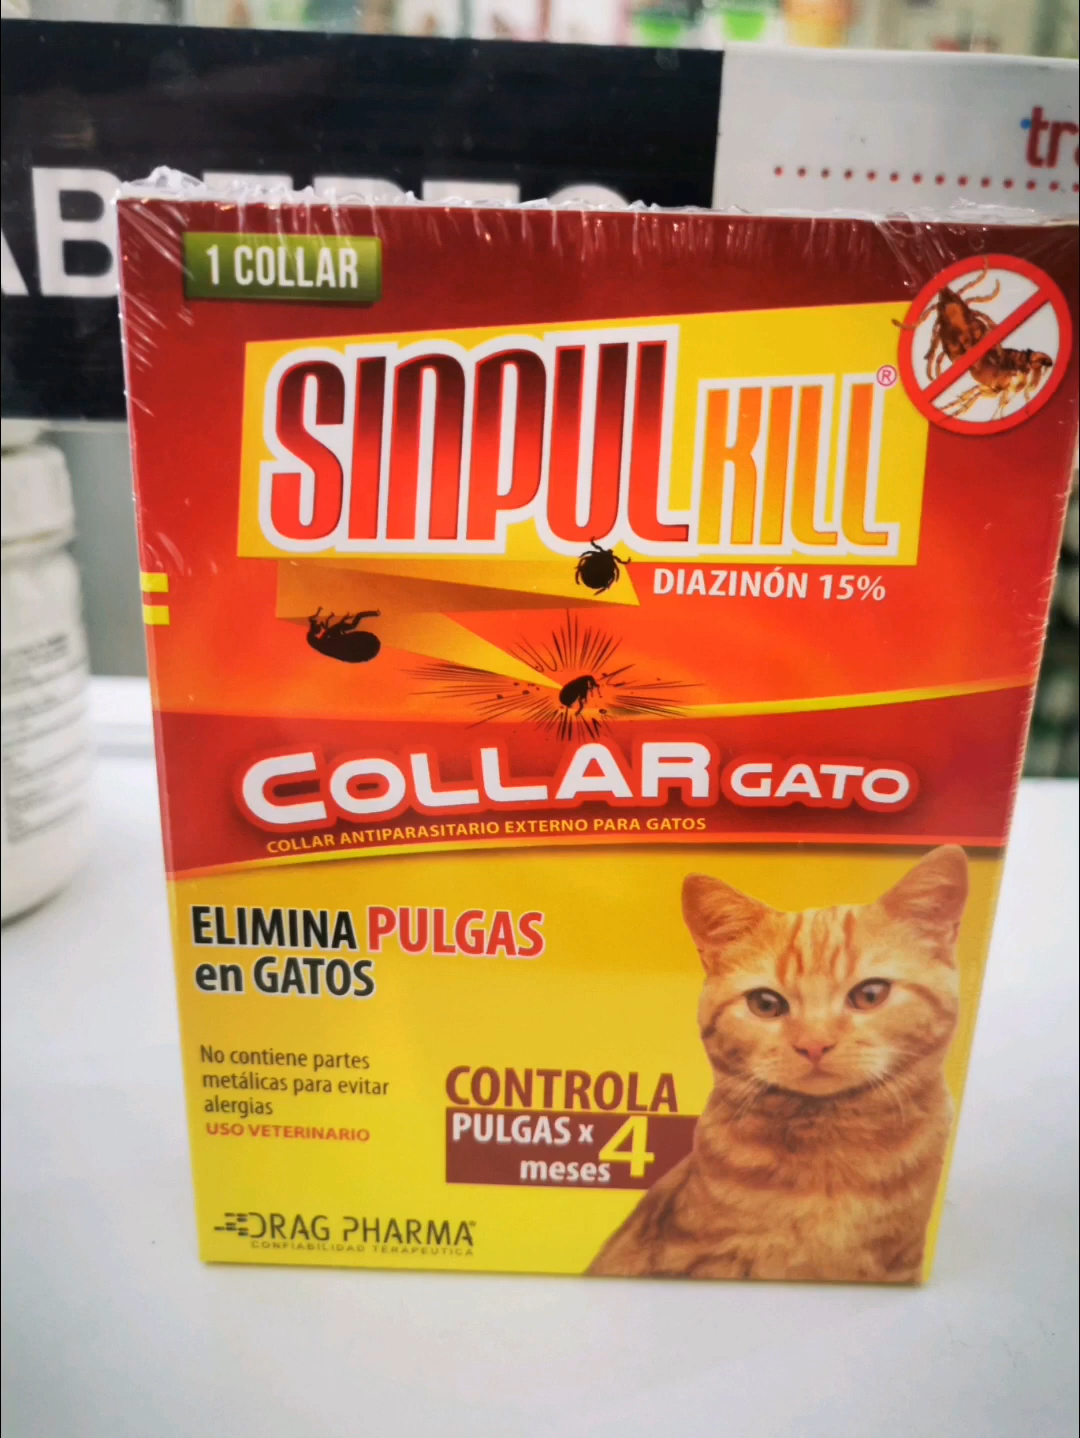 1 COLLAR
SINPUL KILL®
DIAZINÓN 15%
COLLAR GATO
COLLAR ANTIPARASITARIO EXTERNO PARA GATOS
ELIMINA PULGAS
en GATOS
No contiene partes
metálicas para evitar
alergias
USO VETERINARIO
CONTROLA
PULGAS x 4
meses
DRAG PHARMA®
CONFIABILIDAD TERAPEUTICA